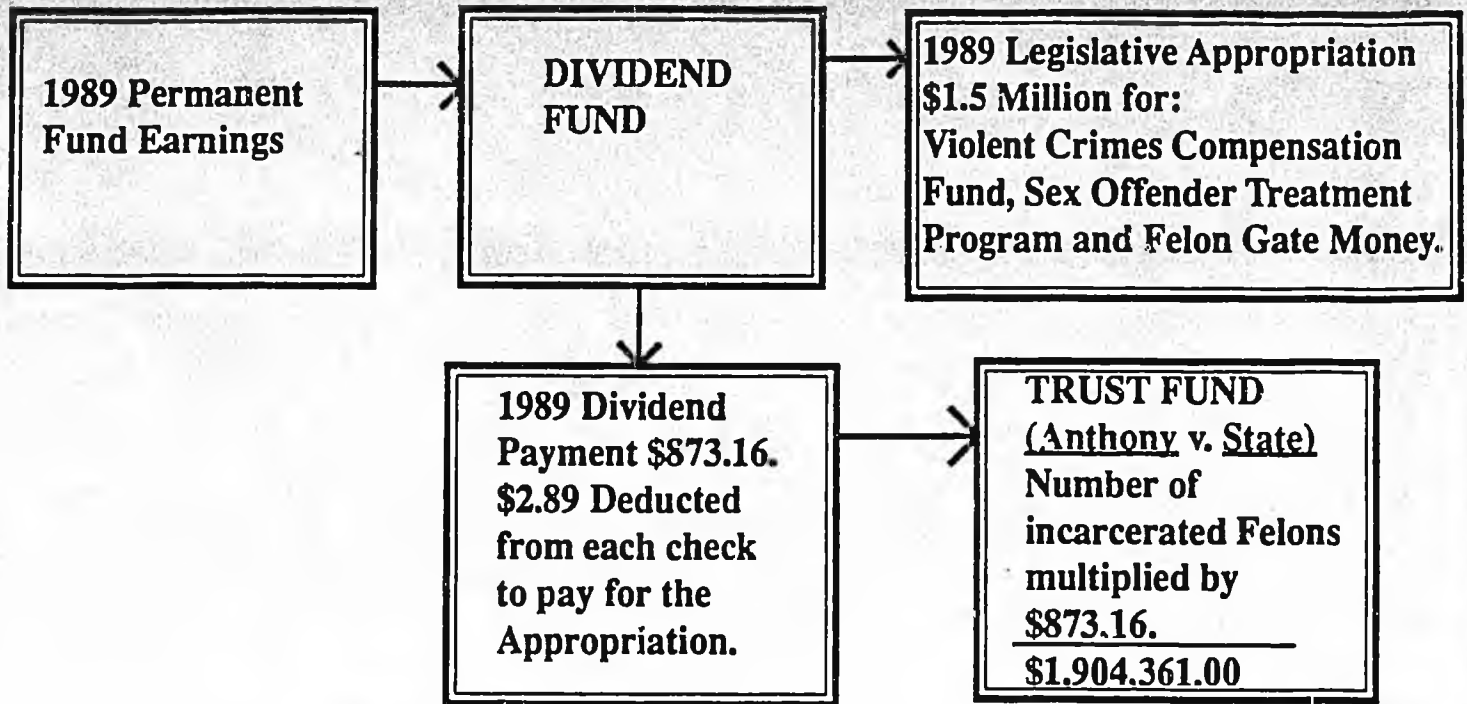 1989 Permanent
Fund Earnings
DIVIDEND
FUND
1989 Legislative Appropriation
$1.5 Million for:
Violent Crimes Compensation
Fund, Sex Offender Treatment
Program and Felon Gate Money.
1989 Dividend
Payment $873.16.
$2.89 Deducted
from each check
to pay for the
Appropriation.
TRUST FUND
(Anthony v. State)
Number of
incarcerated Felons
multiplied by
$873.16.
$1.904.361.00